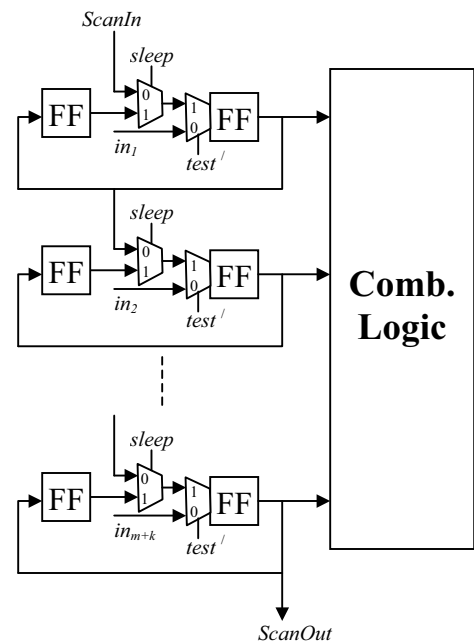 ScanIn
sleep
FF
0
1
1
0
FF
in1
test /
sleep
FF
0
1
1
0
FF
in2
test /
Comb.
Logic
sleep
FF
0
1
1
0
FF
inm+k
test /
ScanOut